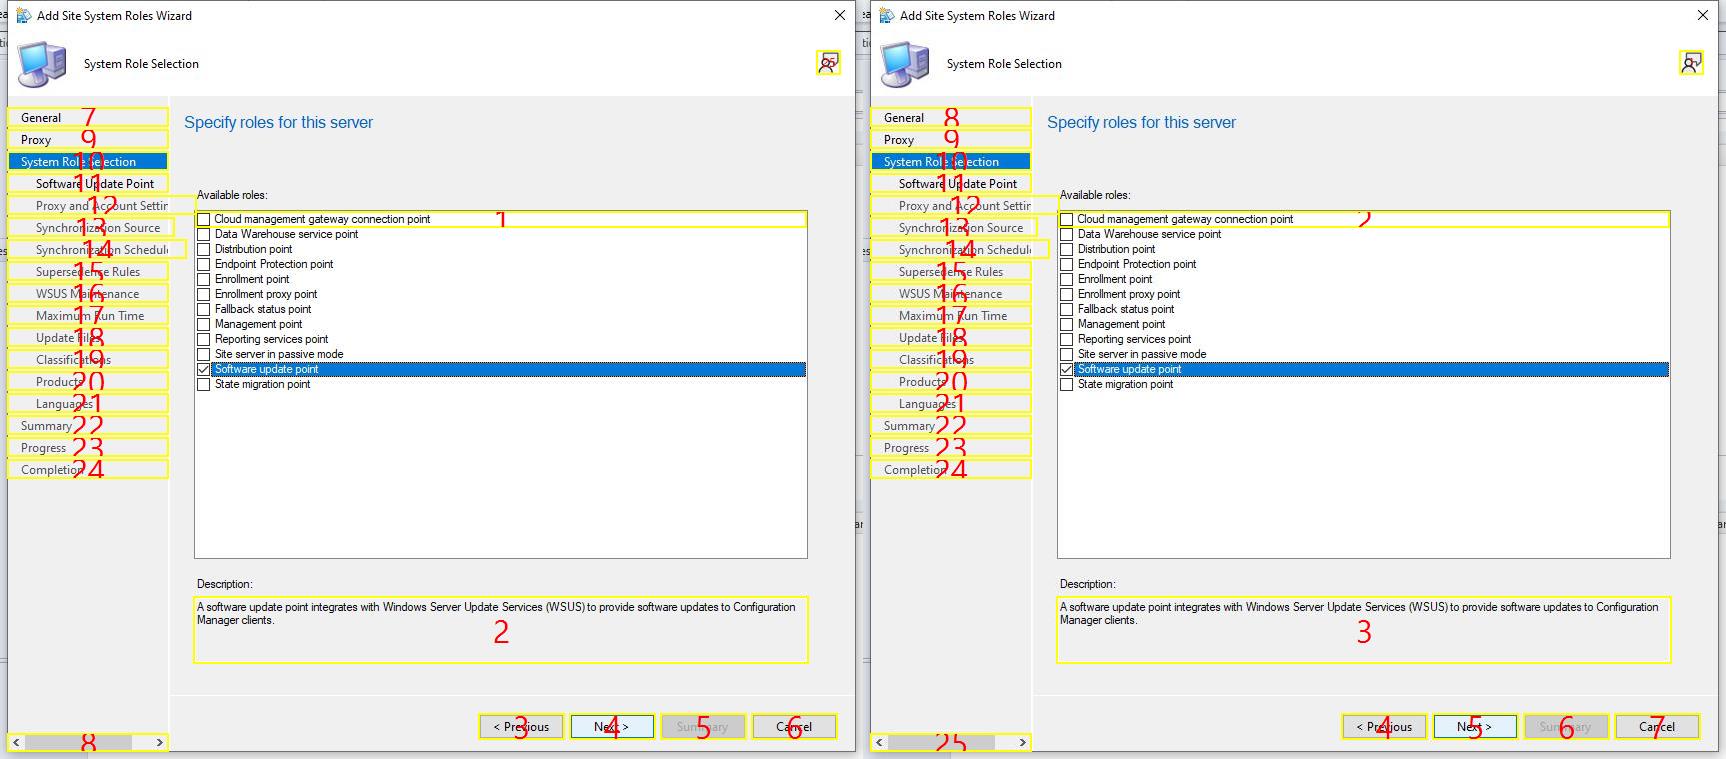 Add Site System Roles Wizard
System Role Selection
General 7
Proxy 9
System Role Selection 10
Software Update Point 11
Proxy and Account Settin 12
Synchronization Source 13
Synchronization Schedule 14
Supersedence Rules 15
WSUS Maintenance 16
Maximum Run Time 17
Update Files 18
Classifications 19
Products 20
Languages 21
Summary 22
Progress 23
Completion 24
8
Specify roles for this server
Available roles:
Cloud management gateway connection point 1
Data Warehouse service point
Distribution point
Endpoint Protection point
Enrollment point
Enrollment proxy point
Fallback status point
Management point
Reporting services point
Site server in passive mode
Software update point
State migration point
Description:
A software update point integrates with Windows Server Update Services (WSUS) to provide software updates to Configuration
Manager clients.
2
< Previous 3
Next > 4
Summary 5
Cancel 6
Add Site System Roles Wizard
System Role Selection
General 8
Proxy 9
System Role Selection 10
Software Update Point 11
Proxy and Account Settin 12
Synchronization Source 13
Synchronization Schedule 14
Supersedence Rules 15
WSUS Maintenance 16
Maximum Run Time 17
Update Files 18
Classifications 19
Products 20
Languages 21
Summary 22
Progress 23
Completion 24
25
Specify roles for this server
Available roles:
Cloud management gateway connection point 2
Data Warehouse service point
Distribution point
Endpoint Protection point
Enrollment point
Enrollment proxy point
Fallback status point
Management point
Reporting services point
Site server in passive mode
Software update point
State migration point
Description:
A software update point integrates with Windows Server Update Services (WSUS) to provide software updates to Configuration
Manager clients.
3
< Previous 4
Next > 5
Summary 6
Cancel 7